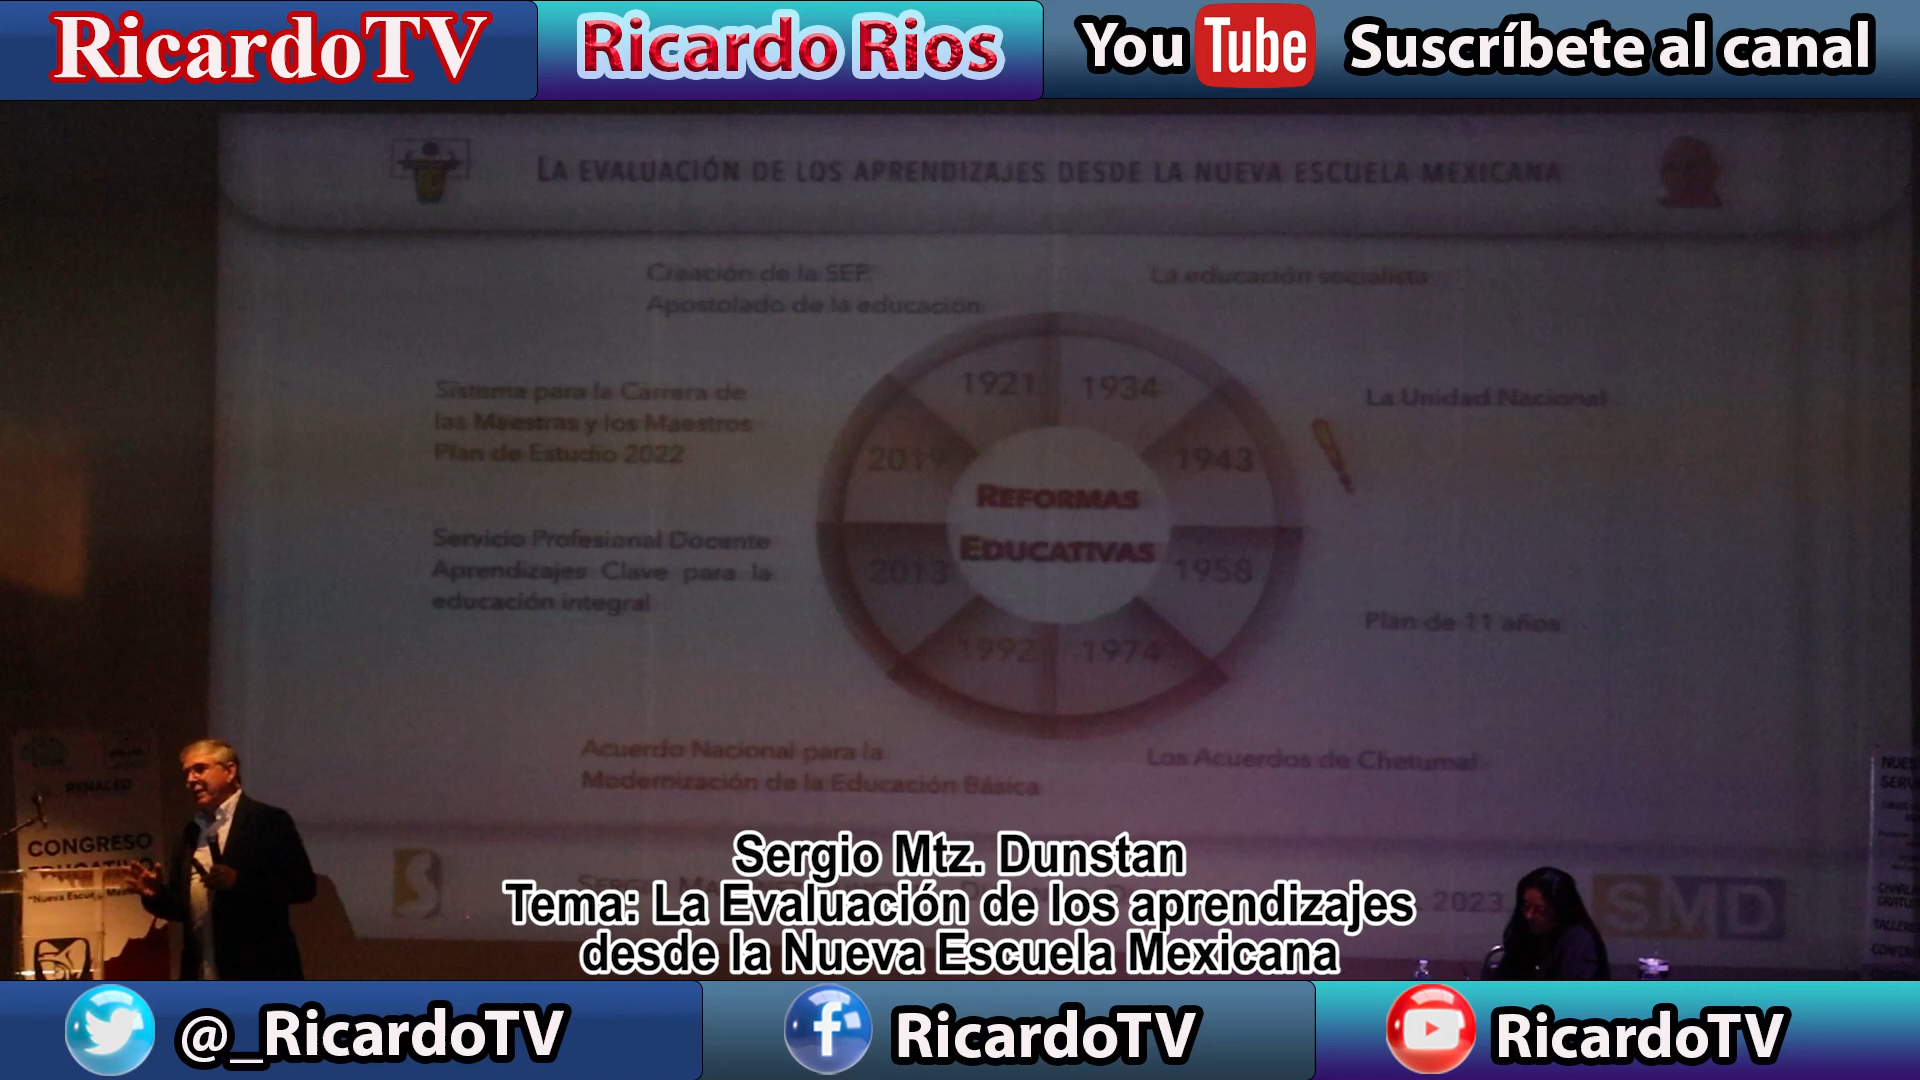 RicardoTV
Ricardo Rios
You Tube Suscríbete al canal
LA EVALUACIÓN DE LOS APRENDIZAJES DESDE LA NUEVA ESCUELA MEXICANA
Creación de la SEP.
Apostolado de la educación
La educación socialista
Sistema para la Carrera de
las Maestras y los Maestros
Plan de Estudio 2022
La Unidad Nacional
1921
1934
2019
1943
REFORMAS
EDUCATIVAS
Servicio Profesional Docente
Aprendizajes Clave para la
educación integral
2013
1958
1992
1974
Plan de 11 años
Acuerdo Nacional para la
Modernización de la Educación Básica
Los Acuerdos de Chetumal
CONGRESO
EDUCATIVO
2023
SMD
Sergio Mtz. Dunstan
Tema: La Evaluación de los aprendizajes
desde la Nueva Escuela Mexicana
@_RicardoTV
RicardoTV
RicardoTV